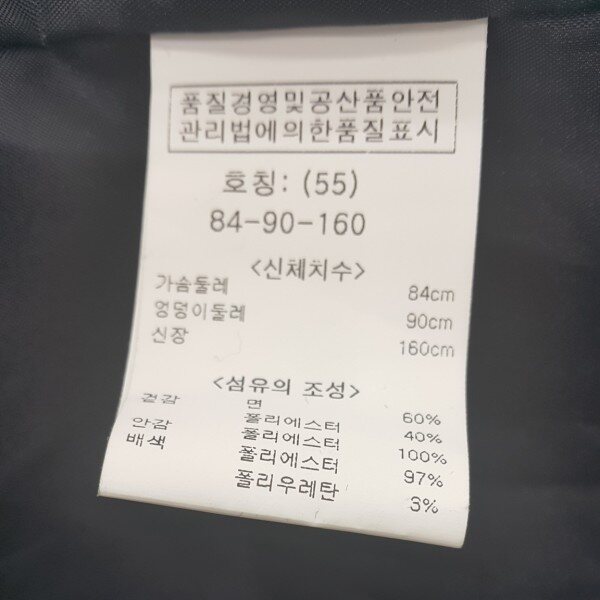 품질경영및공산품안전
관리법에의한품질표시
호칭: (55)
84-90-160
<신체치수>
가슴둘레 84cm
엉덩이둘레 90cm
신장 160cm
<섬유의 조성>
겉감 면 60%
폴리에스터 40%
안감 폴리에스터 100%
배색 폴리에스터 97%
폴리우레탄 3%